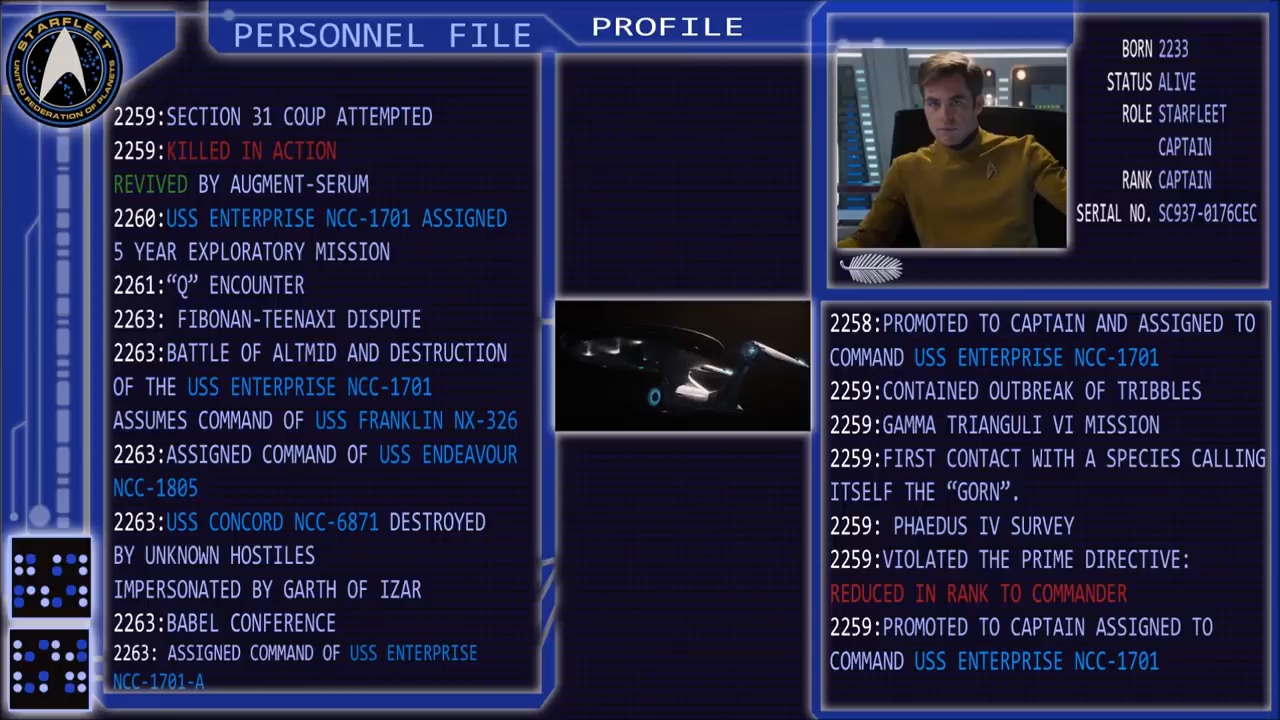 STARFLEET
UNITED FEDERATION OF PLANETS
PERSONNEL FILE
PROFILE
BORN 2233
STATUS ALIVE
ROLE STARFLEET
CAPTAIN
RANK CAPTAIN
SERIAL NO. SC937-0176CEC
2258:PROMOTED TO CAPTAIN AND ASSIGNED TO
COMMAND USS ENTERPRISE NCC-1701
2259:CONTAINED OUTBREAK OF TRIBBLES
2259:GAMMA TRIANGULI VI MISSION
2259:FIRST CONTACT WITH A SPECIES CALLING
ITSELF THE “GORN”.
2259: PHAEDUS IV SURVEY
2259:VIOLATED THE PRIME DIRECTIVE:
REDUCED IN RANK TO COMMANDER
2259:PROMOTED TO CAPTAIN ASSIGNED TO
COMMAND USS ENTERPRISE NCC-1701
2259:SECTION 31 COUP ATTEMPTED
2259:KILLED IN ACTION
REVIVED BY AUGMENT-SERUM
2260:USS ENTERPRISE NCC-1701 ASSIGNED
5 YEAR EXPLORATORY MISSION
2261:“Q” ENCOUNTER
2263: FIBONAN-TEENAXI DISPUTE
2263:BATTLE OF ALTMID AND DESTRUCTION
OF THE USS ENTERPRISE NCC-1701
ASSUMES COMMAND OF USS FRANKLIN NX-326
2263:ASSIGNED COMMAND OF USS ENDEAVOUR
NCC-1805
2263:USS CONCORD NCC-6871 DESTROYED
BY UNKNOWN HOSTILES
IMPERSONATED BY GARTH OF IZAR
2263:BABEL CONFERENCE
2263: ASSIGNED COMMAND OF USS ENTERPRISE
NCC-1701-A